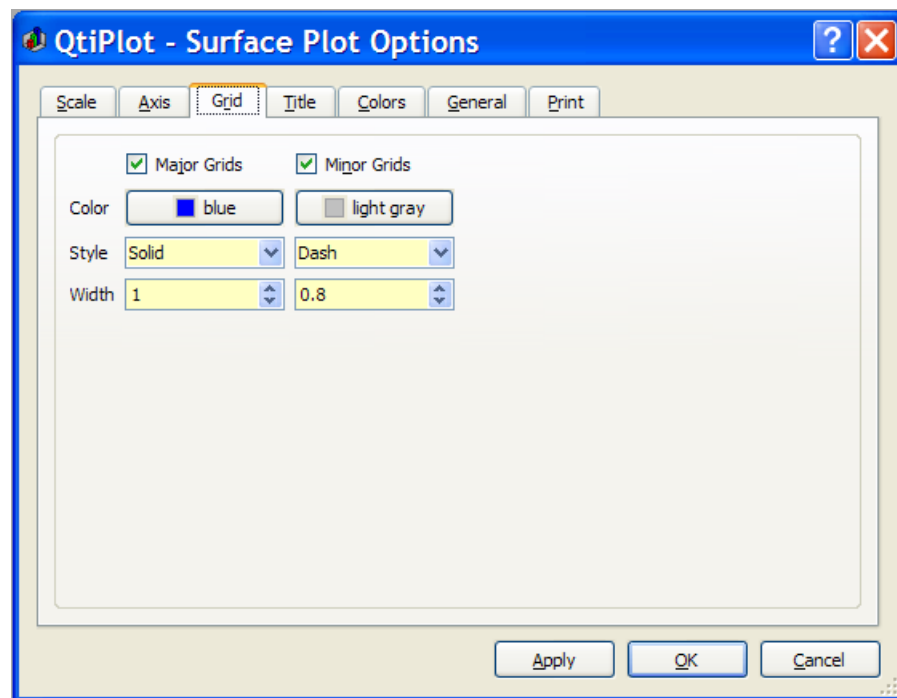 QtiPlot - Surface Plot Options
Scale Axis Grid Title Colors General Print
Major Grids Minor Grids
Color blue light gray
Style Solid Dash
Width 1 0.8
Apply OK Cancel